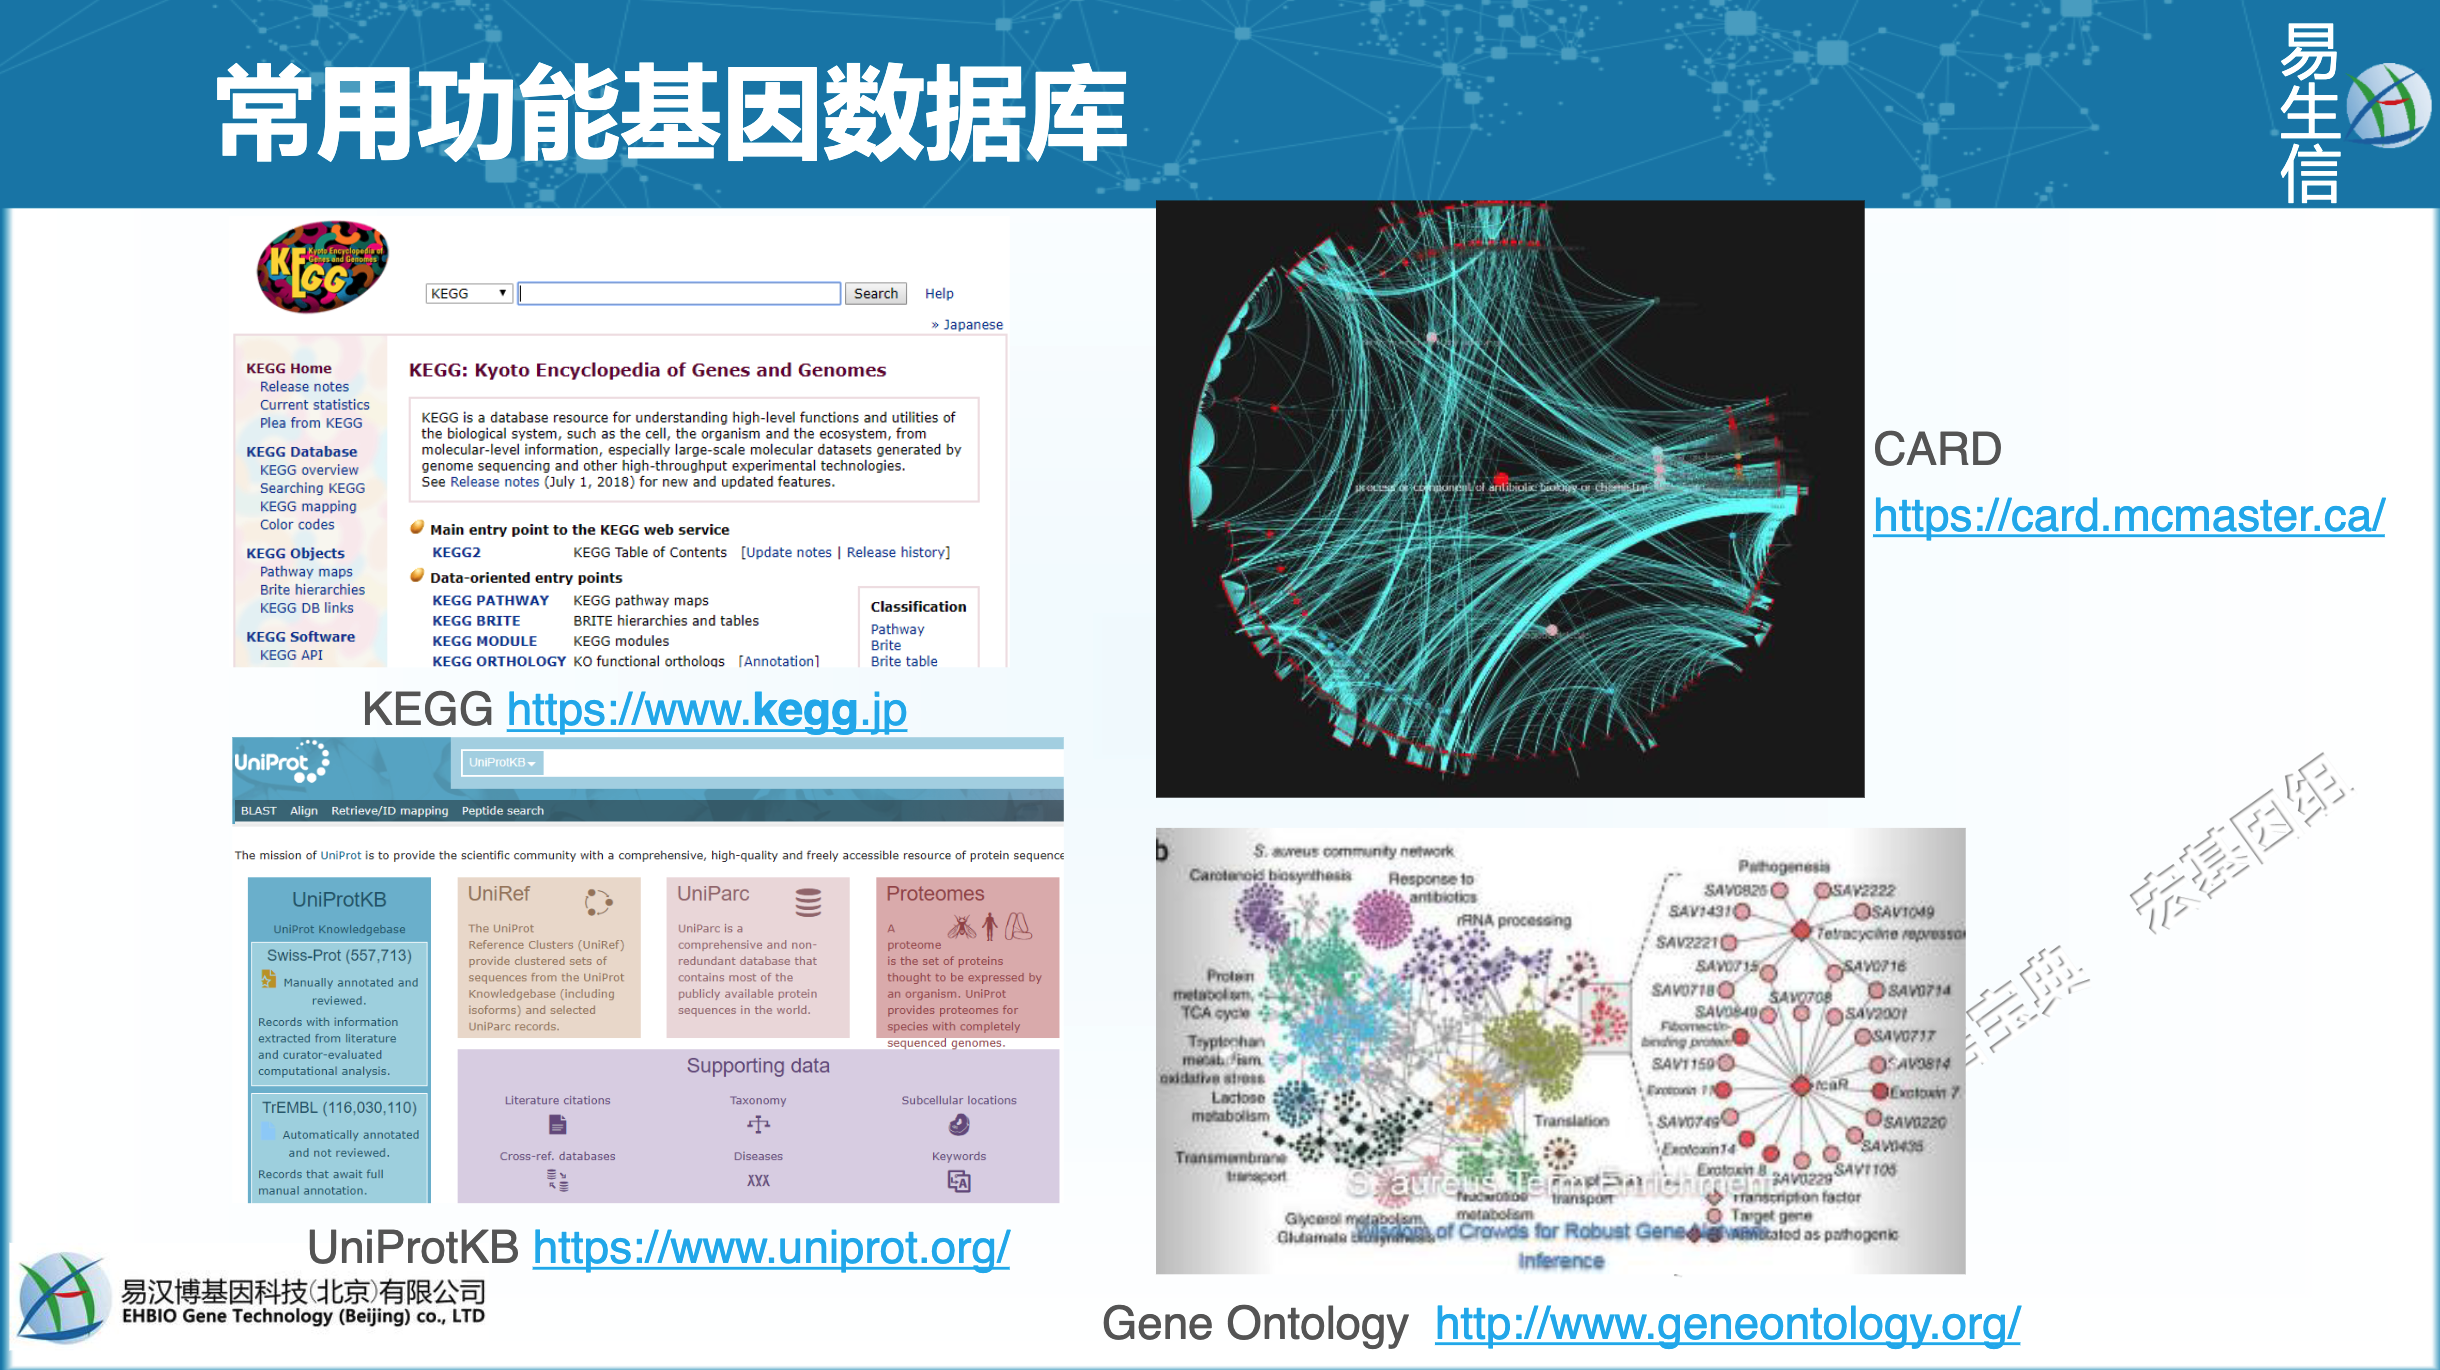 常用功能基因数据库
易生信
KEGG
Kyoto Encyclopedia of
Genes and Genomes
KEGG
Search
Help
» Japanese
KEGG Home
Release notes
Current statistics
Plea from KEGG
KEGG Database
KEGG overview
Searching KEGG
KEGG mapping
Color codes
KEGG Objects
Pathway maps
Brite hierarchies
KEGG DB links
KEGG Software
KEGG API
KEGG: Kyoto Encyclopedia of Genes and Genomes
KEGG is a database resource for understanding high-level functions and utilities of
the biological system, such as the cell, the organism and the ecosystem, from
molecular-level information, especially large-scale molecular datasets generated by
genome sequencing and other high-throughput experimental technologies.
See Release notes (July 1, 2018) for new and updated features.
Main entry point to the KEGG web service
KEGG2 KEGG Table of Contents [Update notes | Release history]
Data-oriented entry points
KEGG PATHWAY KEGG pathway maps
KEGG BRITE BRITE hierarchies and tables
KEGG MODULE KEGG modules
KEGG ORTHOLOGY KO functional orthologs [Annotation]
Classification
Pathway
Brite
Brite table
KEGG https://www.kegg.jp
process or component of antibiotic biology or chemistry
CARD
https://card.mcmaster.ca/
UniProt
UniProtKB
BLAST Align Retrieve/ID mapping Peptide search
The mission of UniProt is to provide the scientific community with a comprehensive, high-quality and freely accessible resource of protein sequence
UniProtKB
UniProt Knowledgebase
Swiss-Prot (557,713)
Manually annotated and
reviewed.
Records with information
extracted from literature
and curator-evaluated
computational analysis.
TrEMBL (116,030,110)
Automatically annotated
and not reviewed.
Records that await full
manual annotation.
UniRef
The UniProt
Reference Clusters (UniRef)
provide clustered sets of
sequences from the UniProt
Knowledgebase (including
isoforms) and selected
UniParc records.
UniParc
UniParc is a
comprehensive and non-
redundant database that
contains most of the
publicly available protein
sequences in the world.
Proteomes
A
proteome
is the set of proteins
thought to be expressed by
an organism. UniProt
provides proteomes for
species with completely
sequenced genomes.
Supporting data
Literature citations Taxonomy Subcellular locations
Cross-ref. databases Diseases Keywords
UniProtKB https://www.uniprot.org/
b
S. aureus community network
Carotenoid biosynthesis
Response to
antibiotics
rRNA processing
Protein
metabolism,
TCA cycle
Tryptophan
metabolism,
oxidative stress
Lactose
metabolism
Transmembrane
transport
Translation
transport
Nucleotide
metabolism
Glycerol metabolism,
Glutamate biosynthesis
Pathogenesis
SAV0825
SAV2222
SAV1431
SAV1049
Tetracycline repressor
SAV2221
SAV0715
SAV0716
SAV0718
SAV0714
SAV0708
SAV0849
SAV2001
Fibronectin-
binding protein
SAV0717
SAV1159
SAV0814
tcaR
Exotoxin 11
Exotoxin 7
SAV0749
SAV0220
Exotoxin14
SAV0435
Exotoxin 8
SAV1105
SAV0229
Transcription factor
Target gene
Annotated as pathogenic
S. aureus Term Enrichment
Wisdom of Crowds for Robust Gene Network
Inference
Gene Ontology http://www.geneontology.org/
宏基因组
宝典
易汉博基因科技(北京)有限公司
EHBIO Gene Technology (Beijing) co., LTD